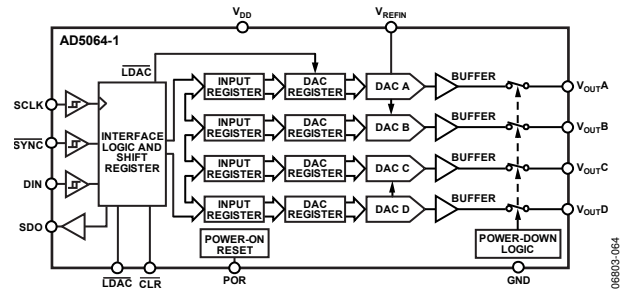 VDD
VREFIN
AD5064-1
LDAC
SCLK
SYNC
DIN
SDO
INTERFACE
LOGIC AND
SHIFT
REGISTER
INPUT
REGISTER
DAC
REGISTER
DAC A
BUFFER
VOUTA
INPUT
REGISTER
DAC
REGISTER
DAC B
BUFFER
VOUTB
INPUT
REGISTER
DAC
REGISTER
DAC C
BUFFER
VOUTC
INPUT
REGISTER
DAC
REGISTER
DAC D
BUFFER
VOUTD
POWER-ON
RESET
POWER-DOWN
LOGIC
LDAC
CLR
POR
GND
06803-064